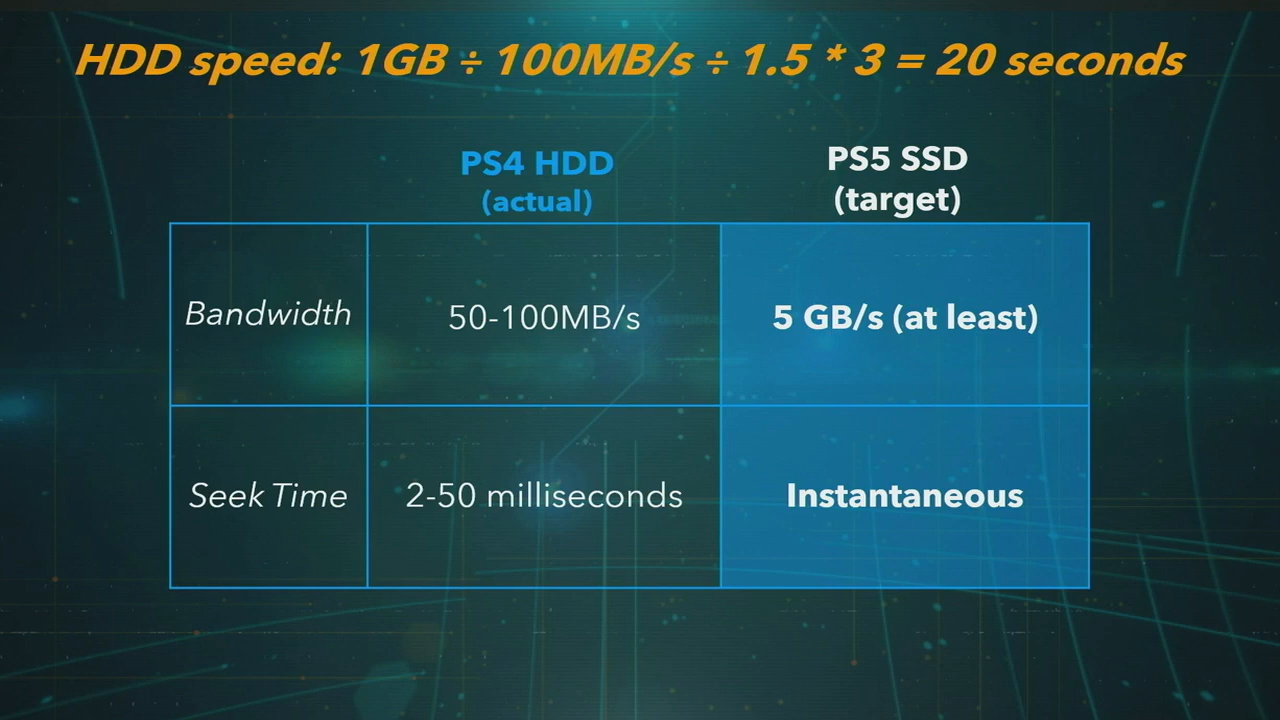 HDD speed: 1GB ÷ 100MB/s ÷ 1.5 * 3 = 20 seconds
PS4 HDD
(actual)
PS5 SSD
(target)
Bandwidth
50-100MB/s
5 GB/s (at least)
Seek Time
2-50 milliseconds
Instantaneous